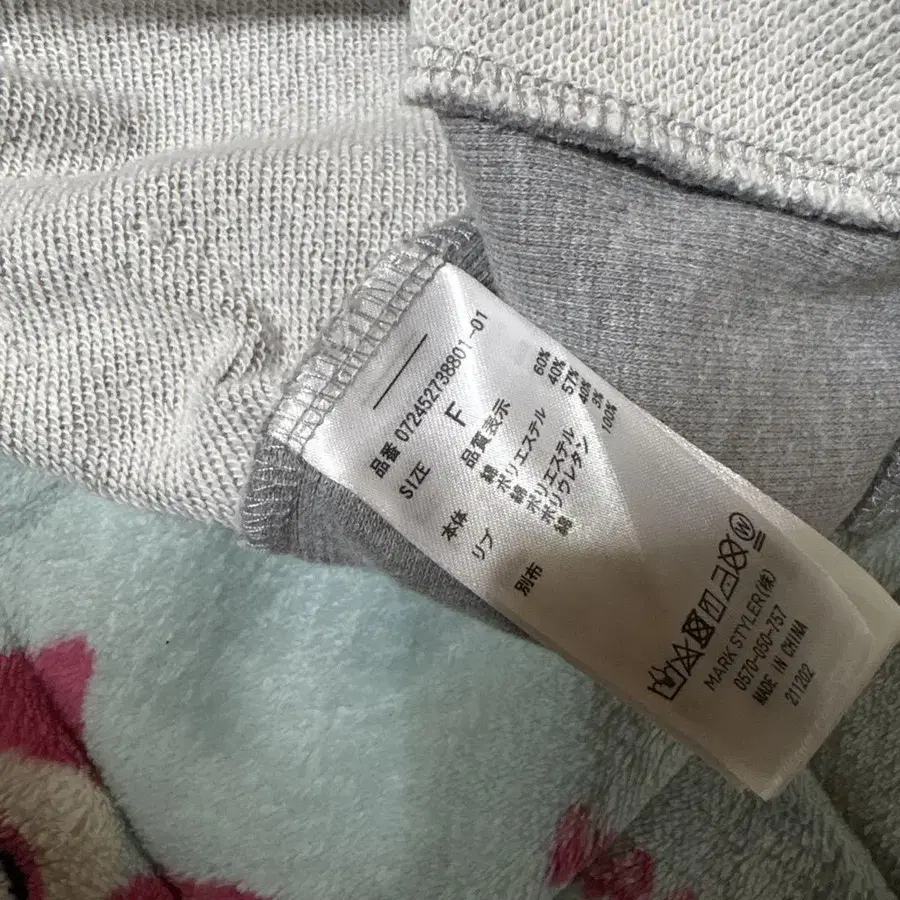 品番 072452738801-01
SIZE F
品質表示
本体 綿 60%
ポリエステル 40%
リブ 綿 57%
ポリエステル 40%
ポリウレタン 3%
別布 綿 100%
MARK STYLER(株)
0570-050-757
MADE IN CHINA
211202